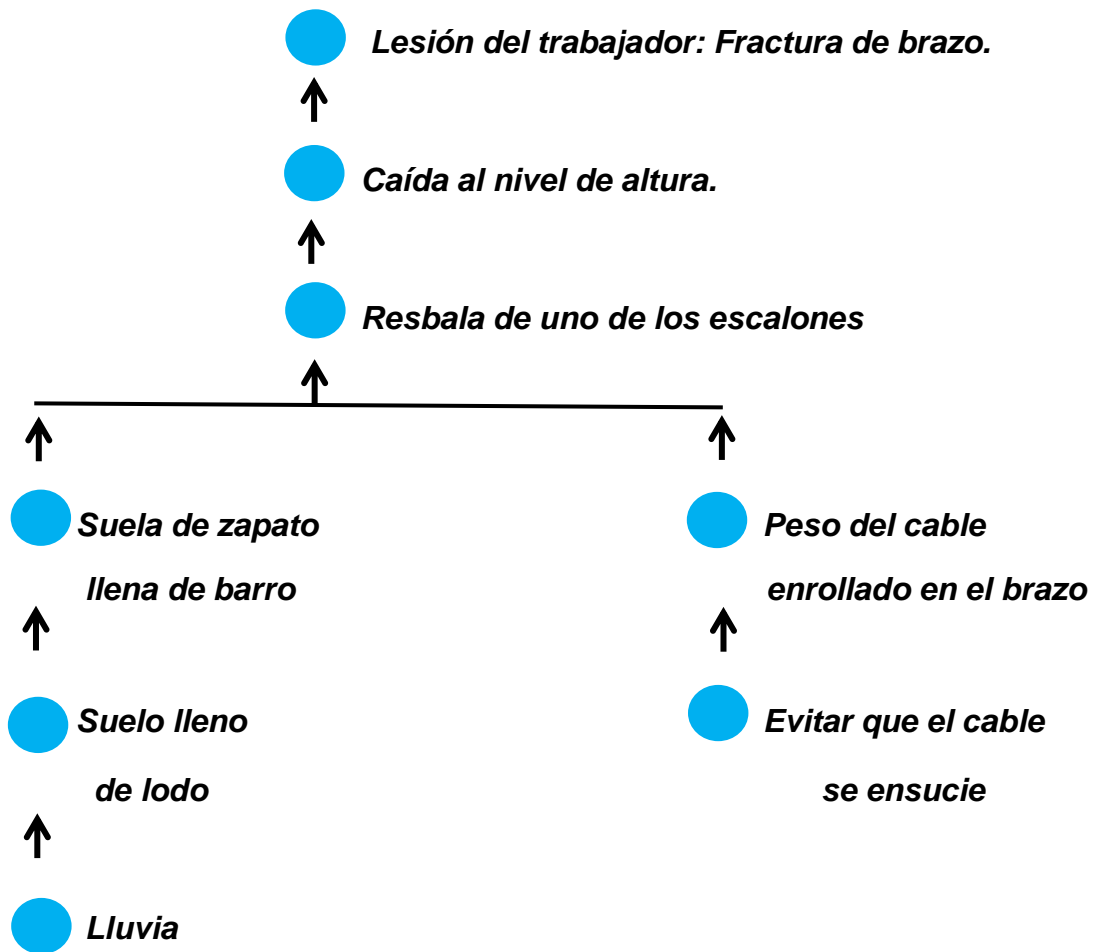 Lesión del trabajador: Fractura de brazo.
Caída al nivel de altura.
Resbala de uno de los escalones
Suela de zapato
llena de barro
Peso del cable
enrollado en el brazo
Suelo lleno
de lodo
Evitar que el cable
se ensucie
Lluvia